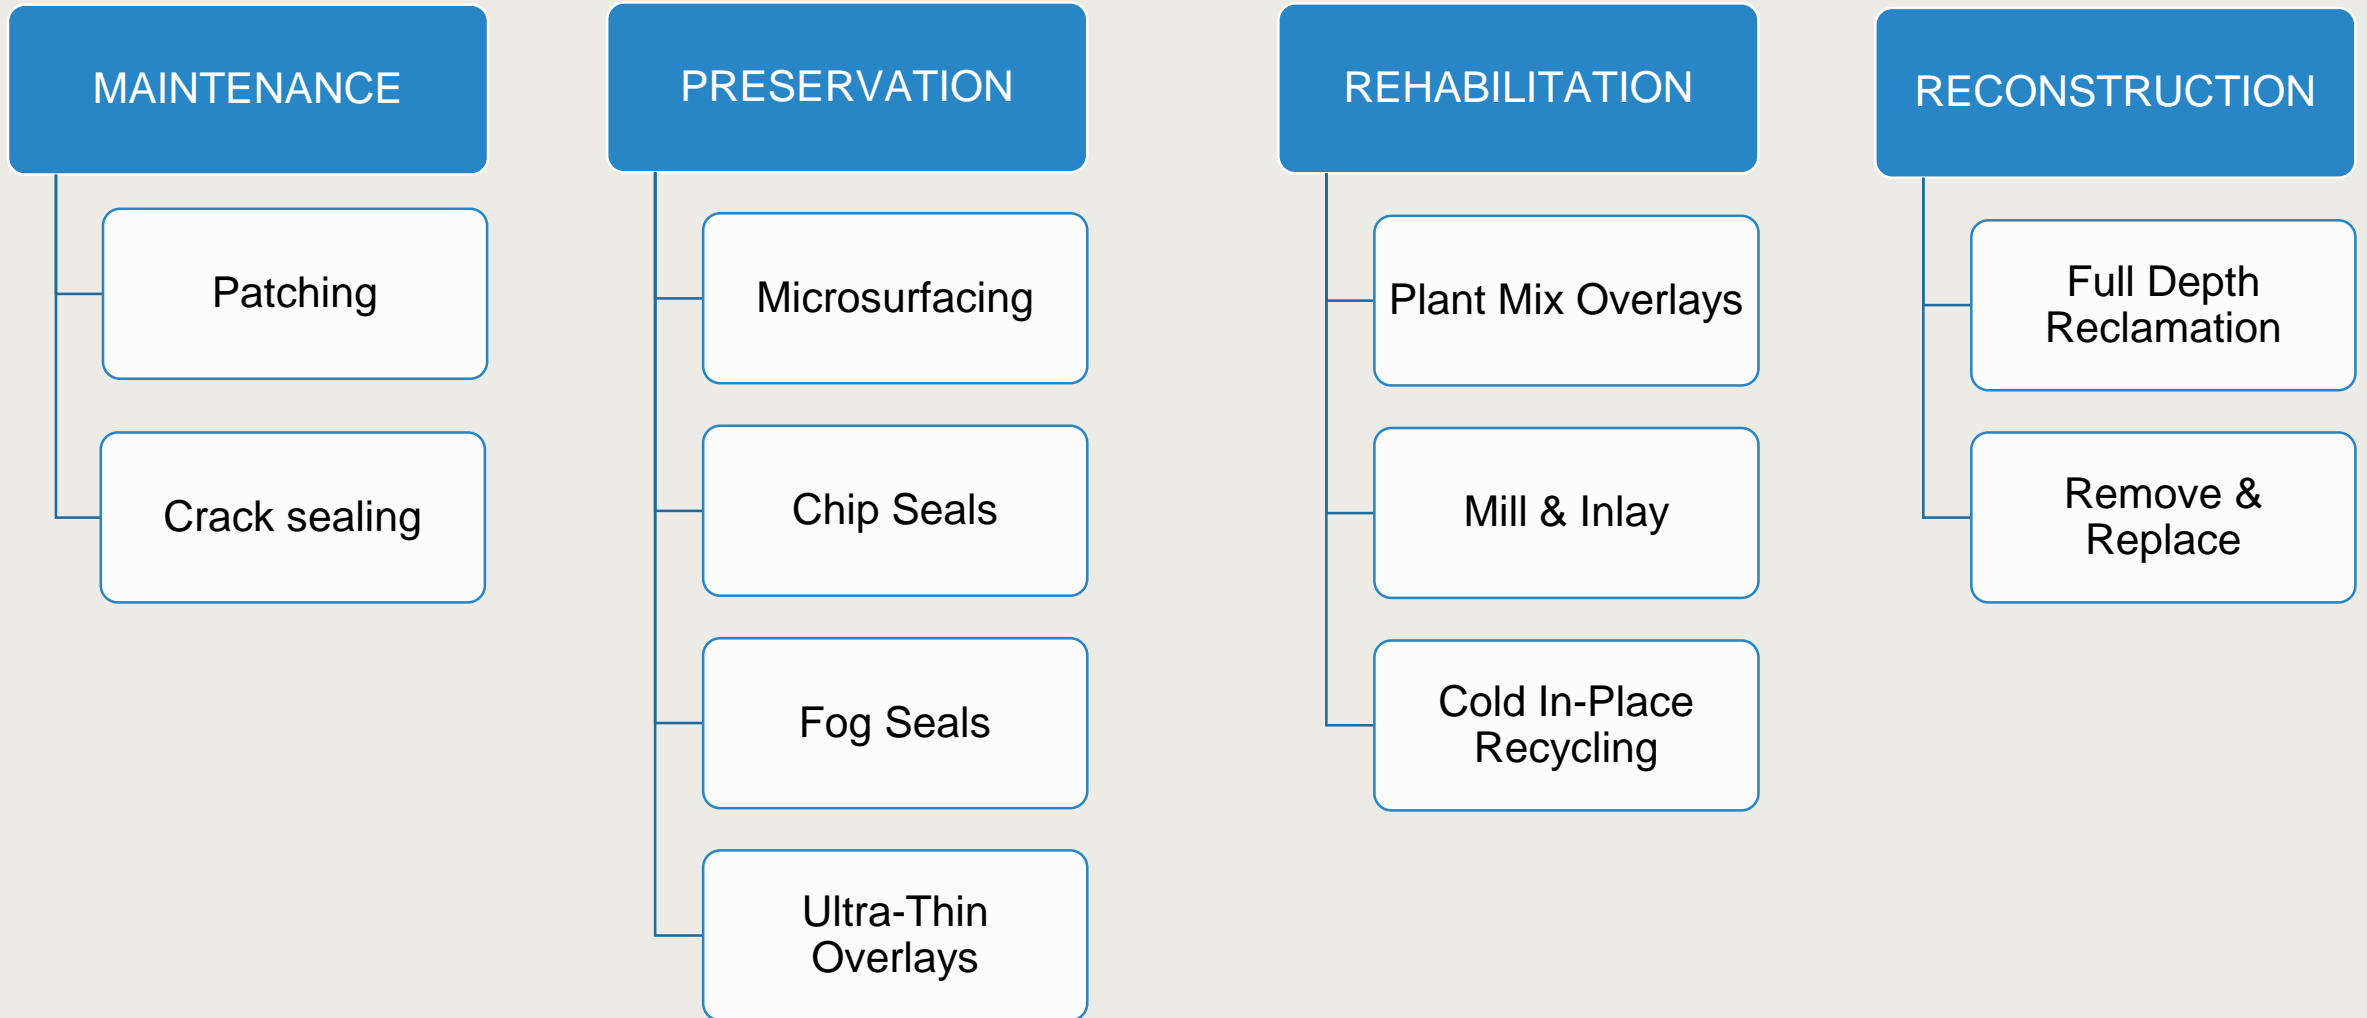 MAINTENANCE
Patching
Crack sealing
PRESERVATION
Microsurfacing
Chip Seals
Fog Seals
Ultra-Thin
Overlays
REHABILITATION
Plant Mix Overlays
Mill & Inlay
Cold In-Place
Recycling
RECONSTRUCTION
Full Depth
Reclamation
Remove &
Replace